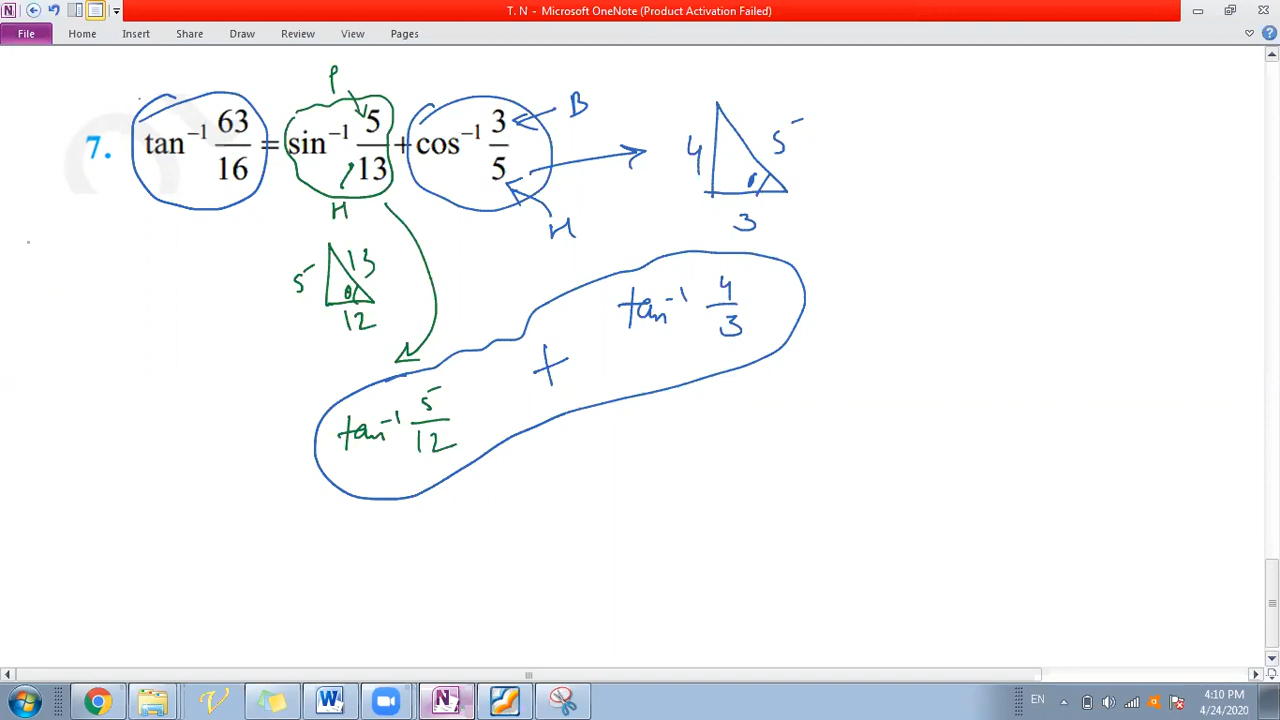 T. N - Microsoft OneNote (Product Activation Failed)
File Home Insert Share Draw Review View Pages
P
7. tan⁻¹ 63/16 = sin⁻¹ 5/13 + cos⁻¹ 3/5
B
H
H
4 5
3
5 13
12
tan⁻¹ 4/3
+
tan⁻¹ 5/12
EN 4:10 PM
4/24/2020